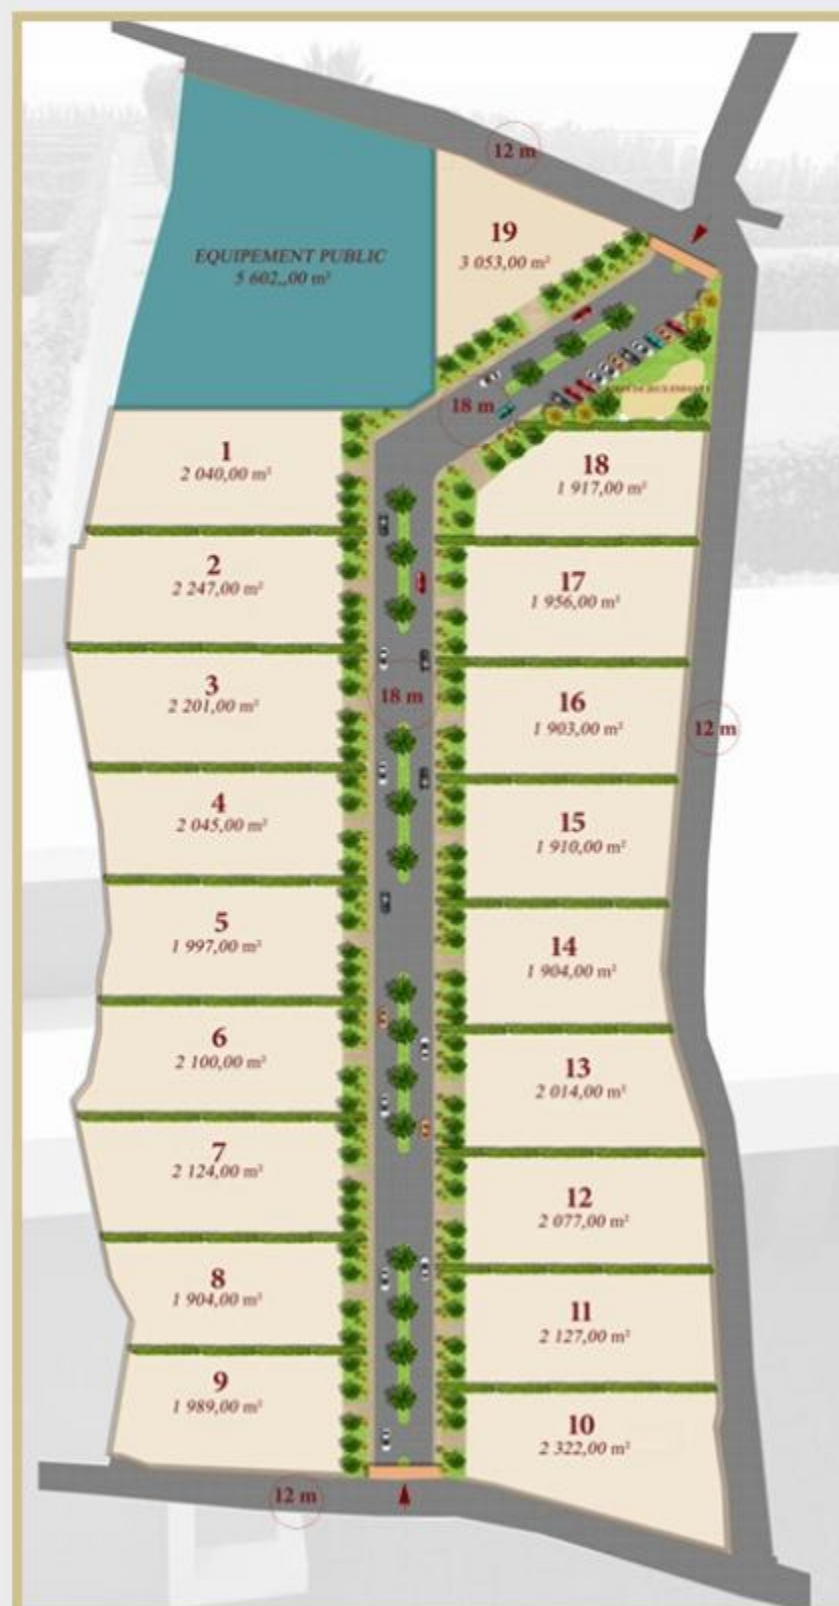 12 m
19
3 053,00 m²
EQUIPEMENT PUBLIC
5 602,,00 m²
18 m
1
2 040,00 m²
18
1 917,00 m²
2
2 247,00 m²
17
1 956,00 m²
3
2 201,00 m²
18 m
16
1 903,00 m²
12 m
4
2 045,00 m²
15
1 910,00 m²
5
1 997,00 m²
14
1 904,00 m²
6
2 100,00 m²
13
2 014,00 m²
7
2 124,00 m²
12
2 077,00 m²
8
1 904,00 m²
11
2 127,00 m²
9
1 989,00 m²
10
2 322,00 m²
12 m